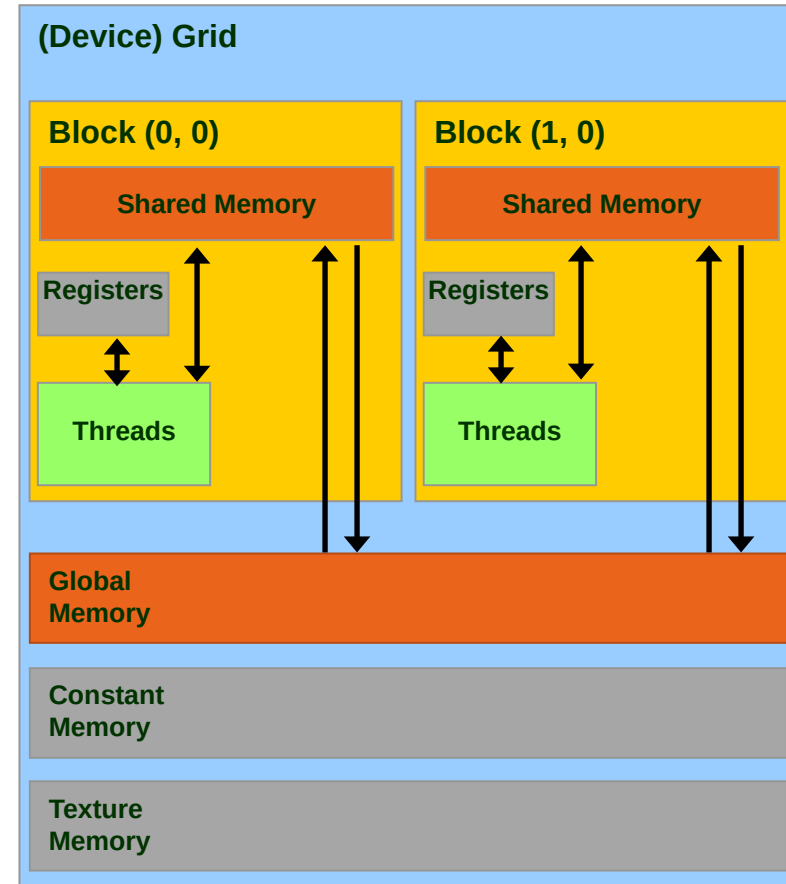 (Device) Grid
Block (0, 0)
Shared Memory
Registers
Threads
Block (1, 0)
Shared Memory
Registers
Threads
Global
Memory
Constant
Memory
Texture
Memory